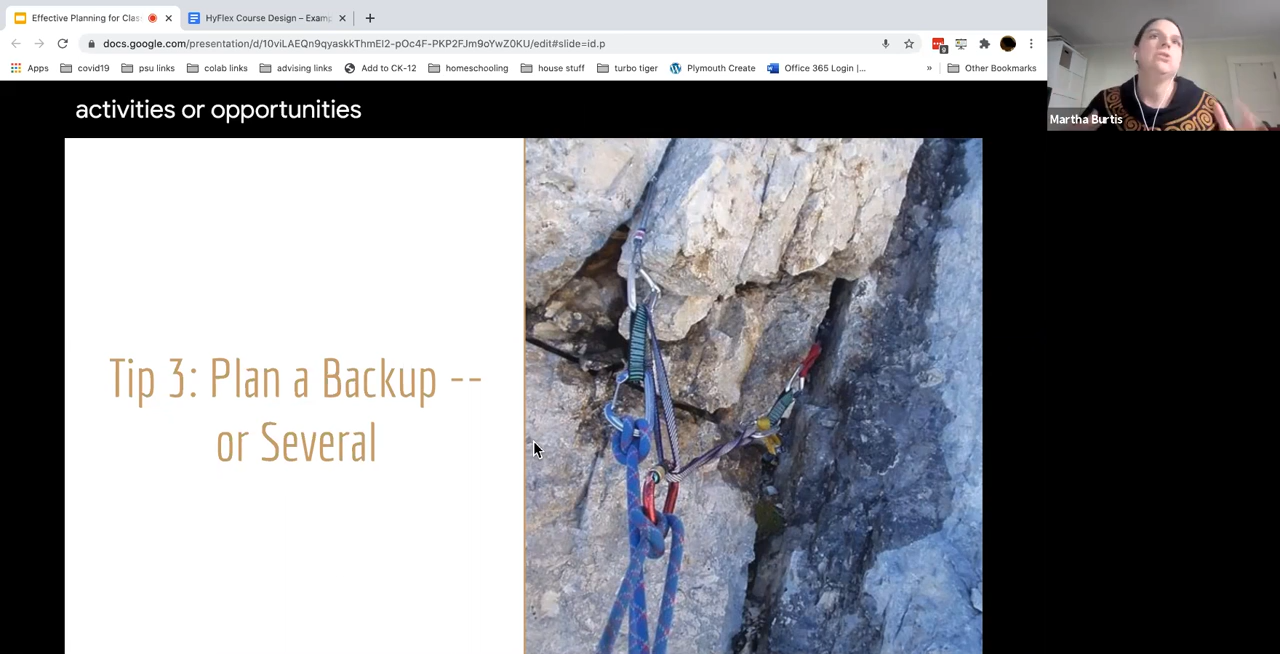 Effective Planning for Clas
HyFlex Course Design – Examp
docs.google.com/presentation/d/10viLAEQn9qyaskkThmEl2-pOc4F-PKP2FJm9oYwZ0KU/edit#slide=id.p
9
Apps covid19 psu links colab links advising links Add to CK-12 homeschooling house stuff turbo tiger Plymouth Create Office 365 Login |... » Other Bookmarks
Martha Burtis
activities or opportunities
Tip 3: Plan a Backup --
or Several